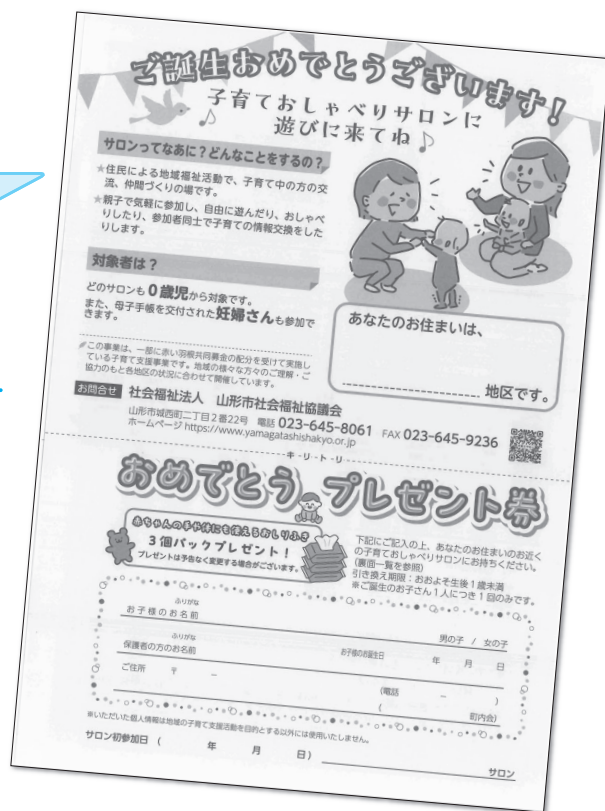 ご誕生おめでとうございます!
子育ておしゃべりサロンに
遊びに来てね♪
サロンってなあに?どんなことをするの?
★住民による地域福祉活動で、子育て中の方の交
流、仲間づくりの場です。
★親子で気軽に参加し、自由に遊んだり、おしゃべ
りしたり、参加者同士で子育ての情報交換をした
りします。
対象者は?
どのサロンも0歳児から対象です。
また、母子手帳を交付された妊婦さんも参加で
きます。
この事業は、一部に赤い羽根共同募金の配分を受けて実施し
ている子育て支援事業です。地域の様々な方々のご理解・ご
協力のもと各地区の状況に合わせて開催しています。
あなたのお住まいは、
地区です。
お問合せ 社会福祉法人 山形市社会福祉協議会
山形市城西町二丁目2番22号 電話 023-645-8061 FAX 023-645-9236
ホームページ https://www.yamagatashishakyo.or.jp
キ・リ・ト・リ
おめでとうプレゼント券
赤ちゃんの手や体にも使えるおしりふき
3個パックプレゼント!
プレゼントは予告なく変更する場合がございます。
下記にご記入の上、あなたのお住まいのお近く
の子育ておしゃべりサロンにお持ちください。
(裏面一覧を参照)
引き換え期限:おおよそ生後1歳未満
※ご誕生のお子さん1人につき1回のみです。
ふりがな
お子様のお名前 男の子 / 女の子
ふりがな
保護者の方のお名前 お子様のお誕生日 年 月 日
ご住所 〒 − (電話 − )
( 町内会)
※いただいた個人情報は地域の子育て支援活動を目的とする以外には使用いたしません。
サロン初参加日 ( 年 月 日) サロン